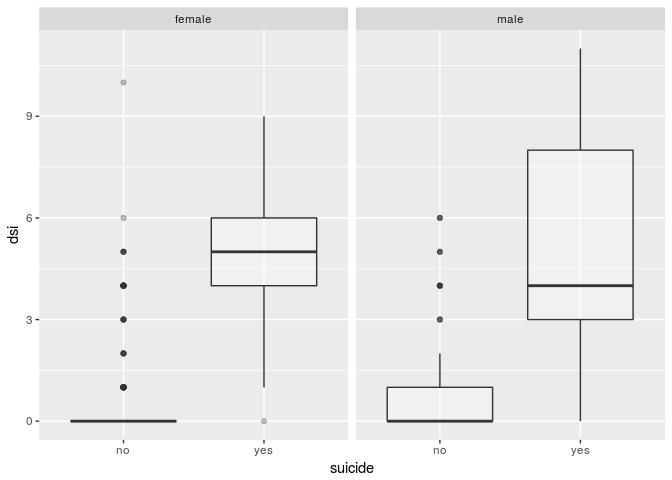 female male
9
6
3
0
dsi
no yes no yes
suicide